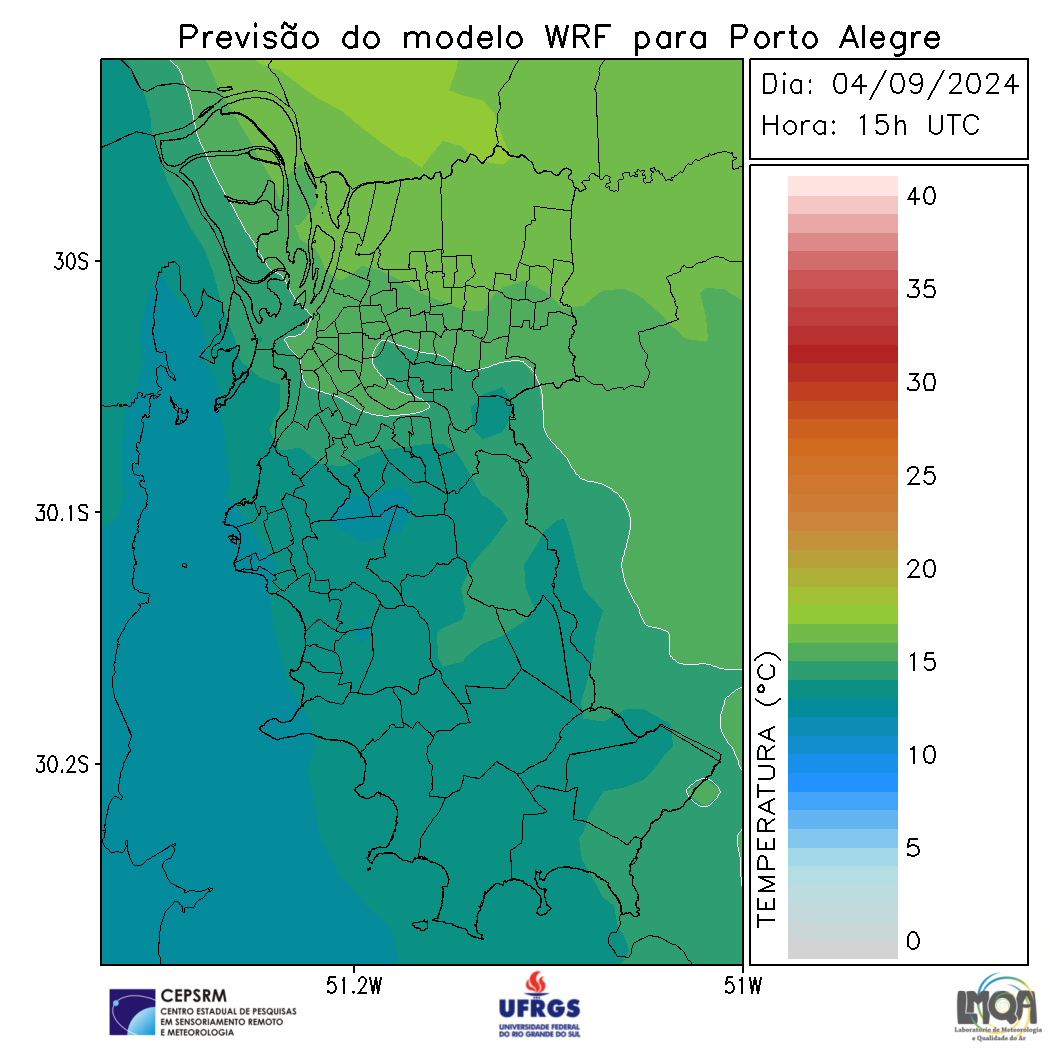 Previsão do modelo WRF para Porto Alegre
Dia: 04/09/2024
Hora: 15h UTC
40
35
30
25
20
15
10
5
0
TEMPERATURA (°C)
30S
30.1S
30.2S
51.2W
51W
CEPSRM
CENTRO ESTADUAL DE PESQUISAS
EM SENSORIAMENTO REMOTO
E METEOROLOGIA
UFRGS
UNIVERSIDADE FEDERAL
DO RIO GRANDE DO SUL
LMQA
Laboratório de Meteorologia
e Qualidade do Ar